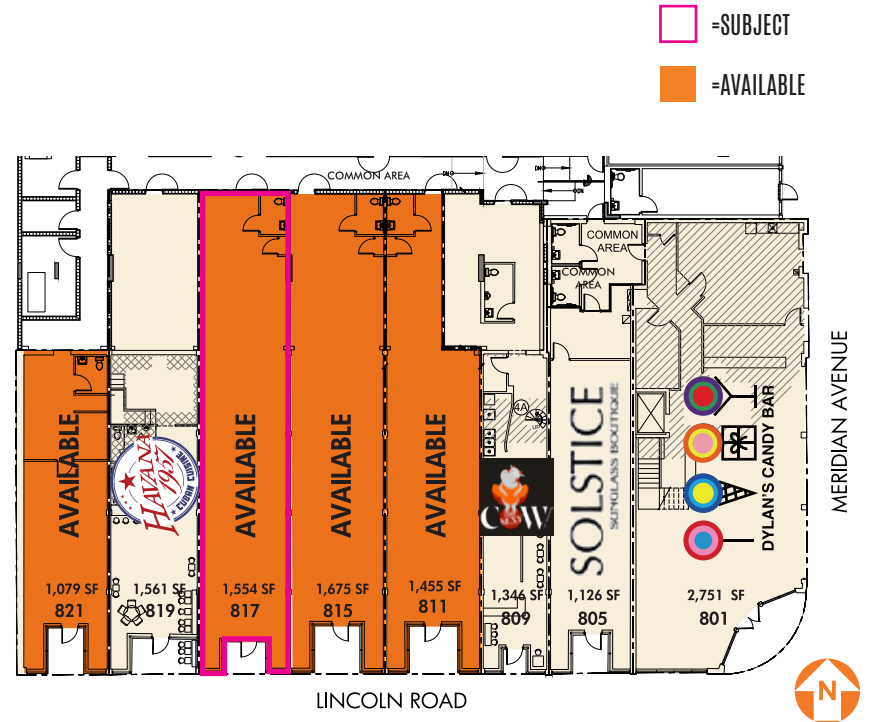 =SUBJECT
=AVAILABLE
COMMON AREA
DN
DN
DN
COMMON
AREA
COMMON
AREA
AVAILABLE
1,079 SF
821
HAVANA
1957
CUBAN CUISINE
1,561 SF
819
AVAILABLE
1,554 SF
817
AVAILABLE
1,675 SF
815
AVAILABLE
1,455 SF
811
4A
1,346 SF
809
SOLSTICE
SUNGLASS BOUTIQUE
1,126 SF
805
DYLAN'S CANDY BAR
2,751 SF
801
MERIDIAN AVENUE
LINCOLN ROAD
N